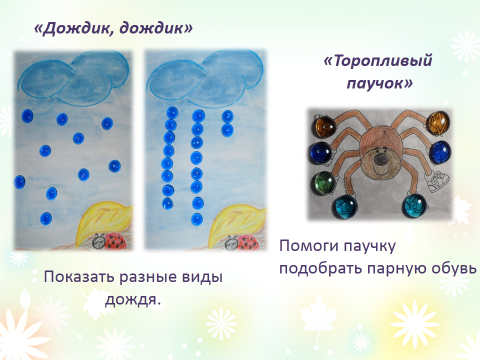 «Дождик, дождик»
«Торопливый
паучок»
Помоги паучку
подобрать парную обувь
Показать разные виды
дождя.